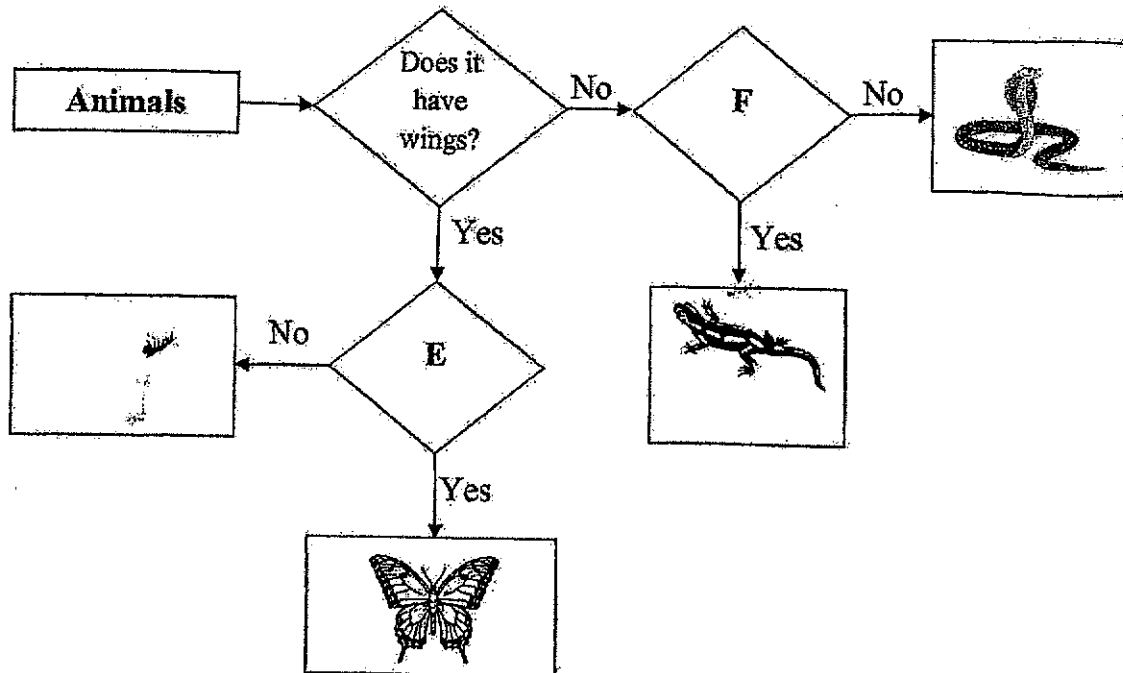 Animals
Does it
have
wings?
No
F
No
Yes
Yes
No
E
Yes